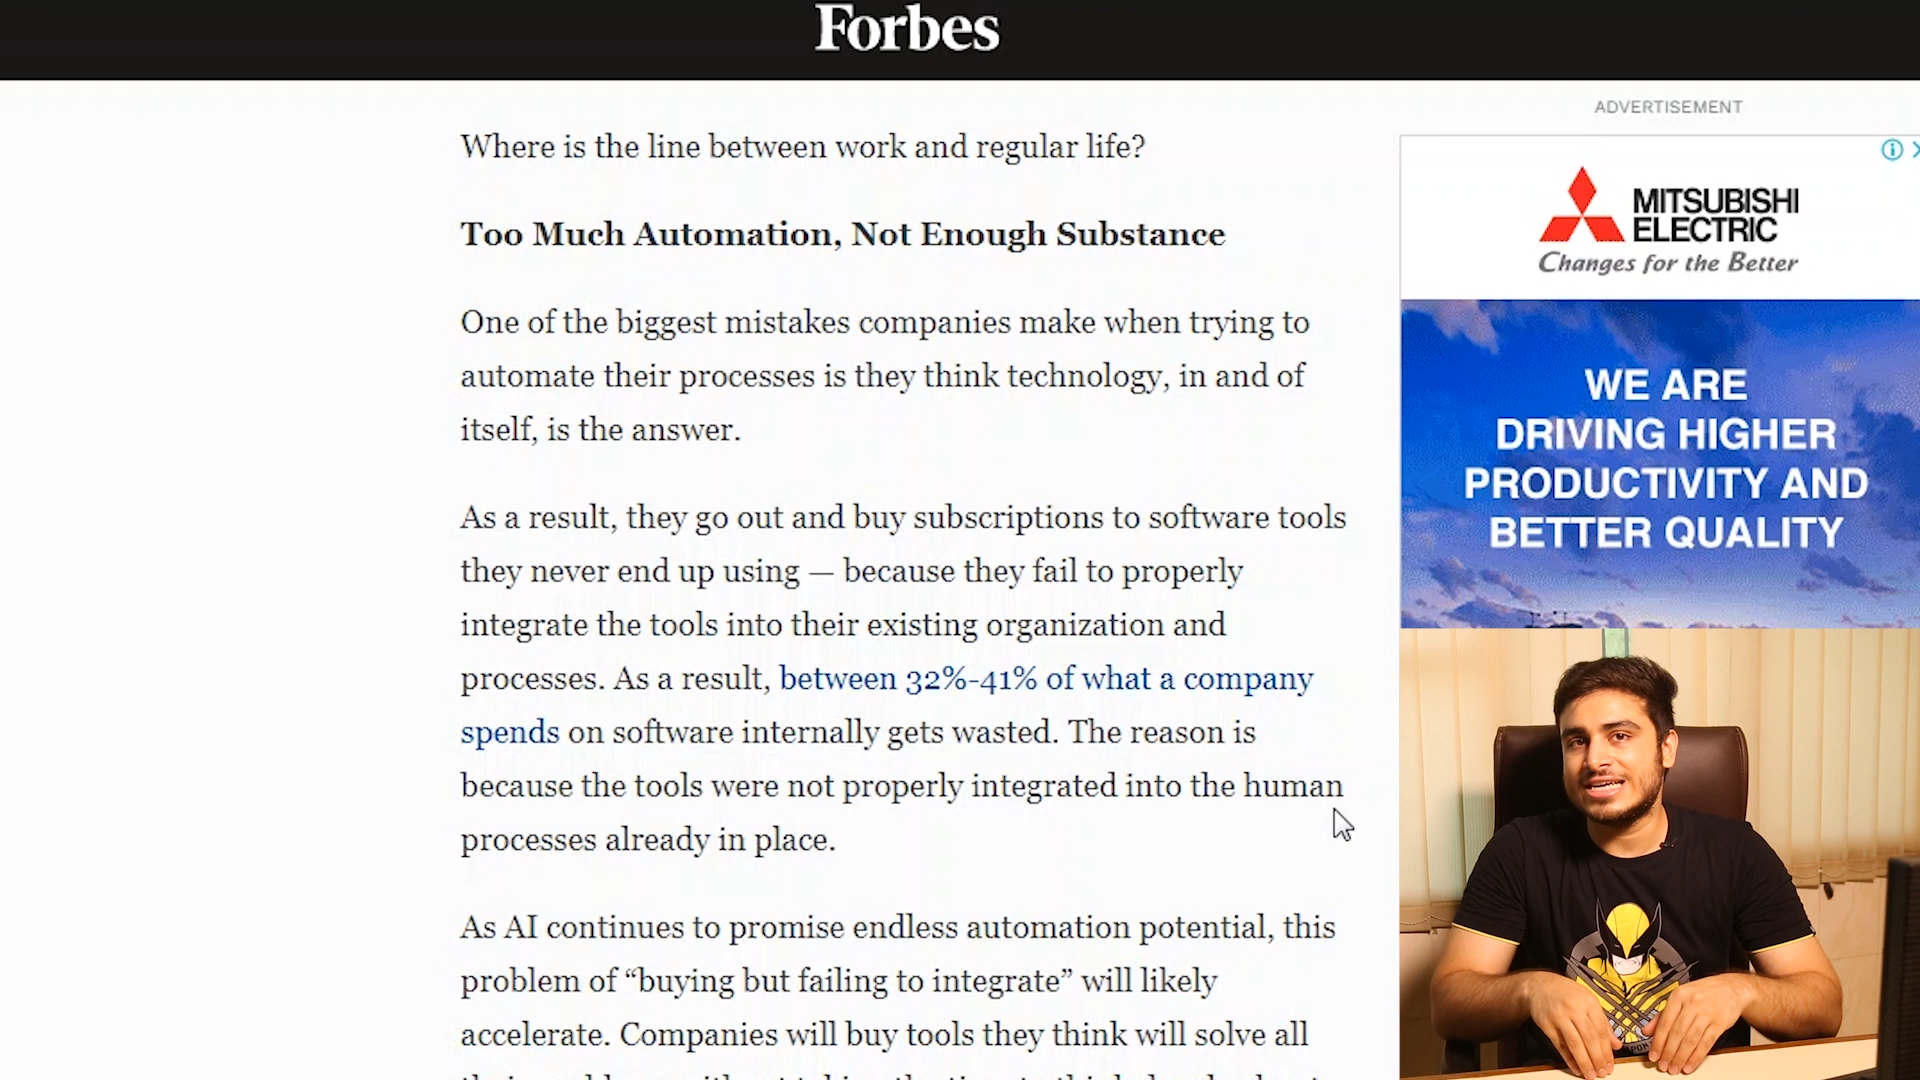 Forbes
Where is the line between work and regular life?
Too Much Automation, Not Enough Substance
One of the biggest mistakes companies make when trying to
automate their processes is they think technology, in and of
itself, is the answer.
As a result, they go out and buy subscriptions to software tools
they never end up using — because they fail to properly
integrate the tools into their existing organization and
processes. As a result, between 32%-41% of what a company
spends on software internally gets wasted. The reason is
because the tools were not properly integrated into the human
processes already in place.
As AI continues to promise endless automation potential, this
problem of “buying but failing to integrate” will likely
accelerate. Companies will buy tools they think will solve all
ADVERTISEMENT
MITSUBISHI
ELECTRIC
Changes for the Better
WE ARE
DRIVING HIGHER
PRODUCTIVITY AND
BETTER QUALITY